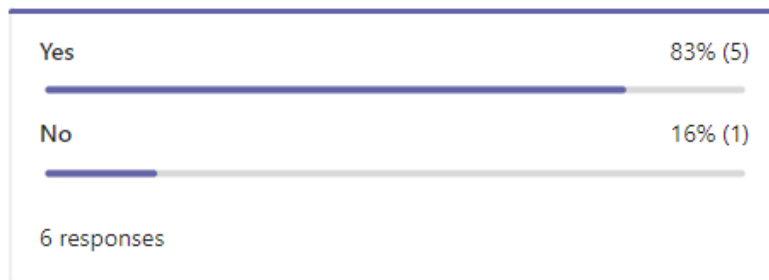 Yes 83% (5)
No 16% (1)
6 responses